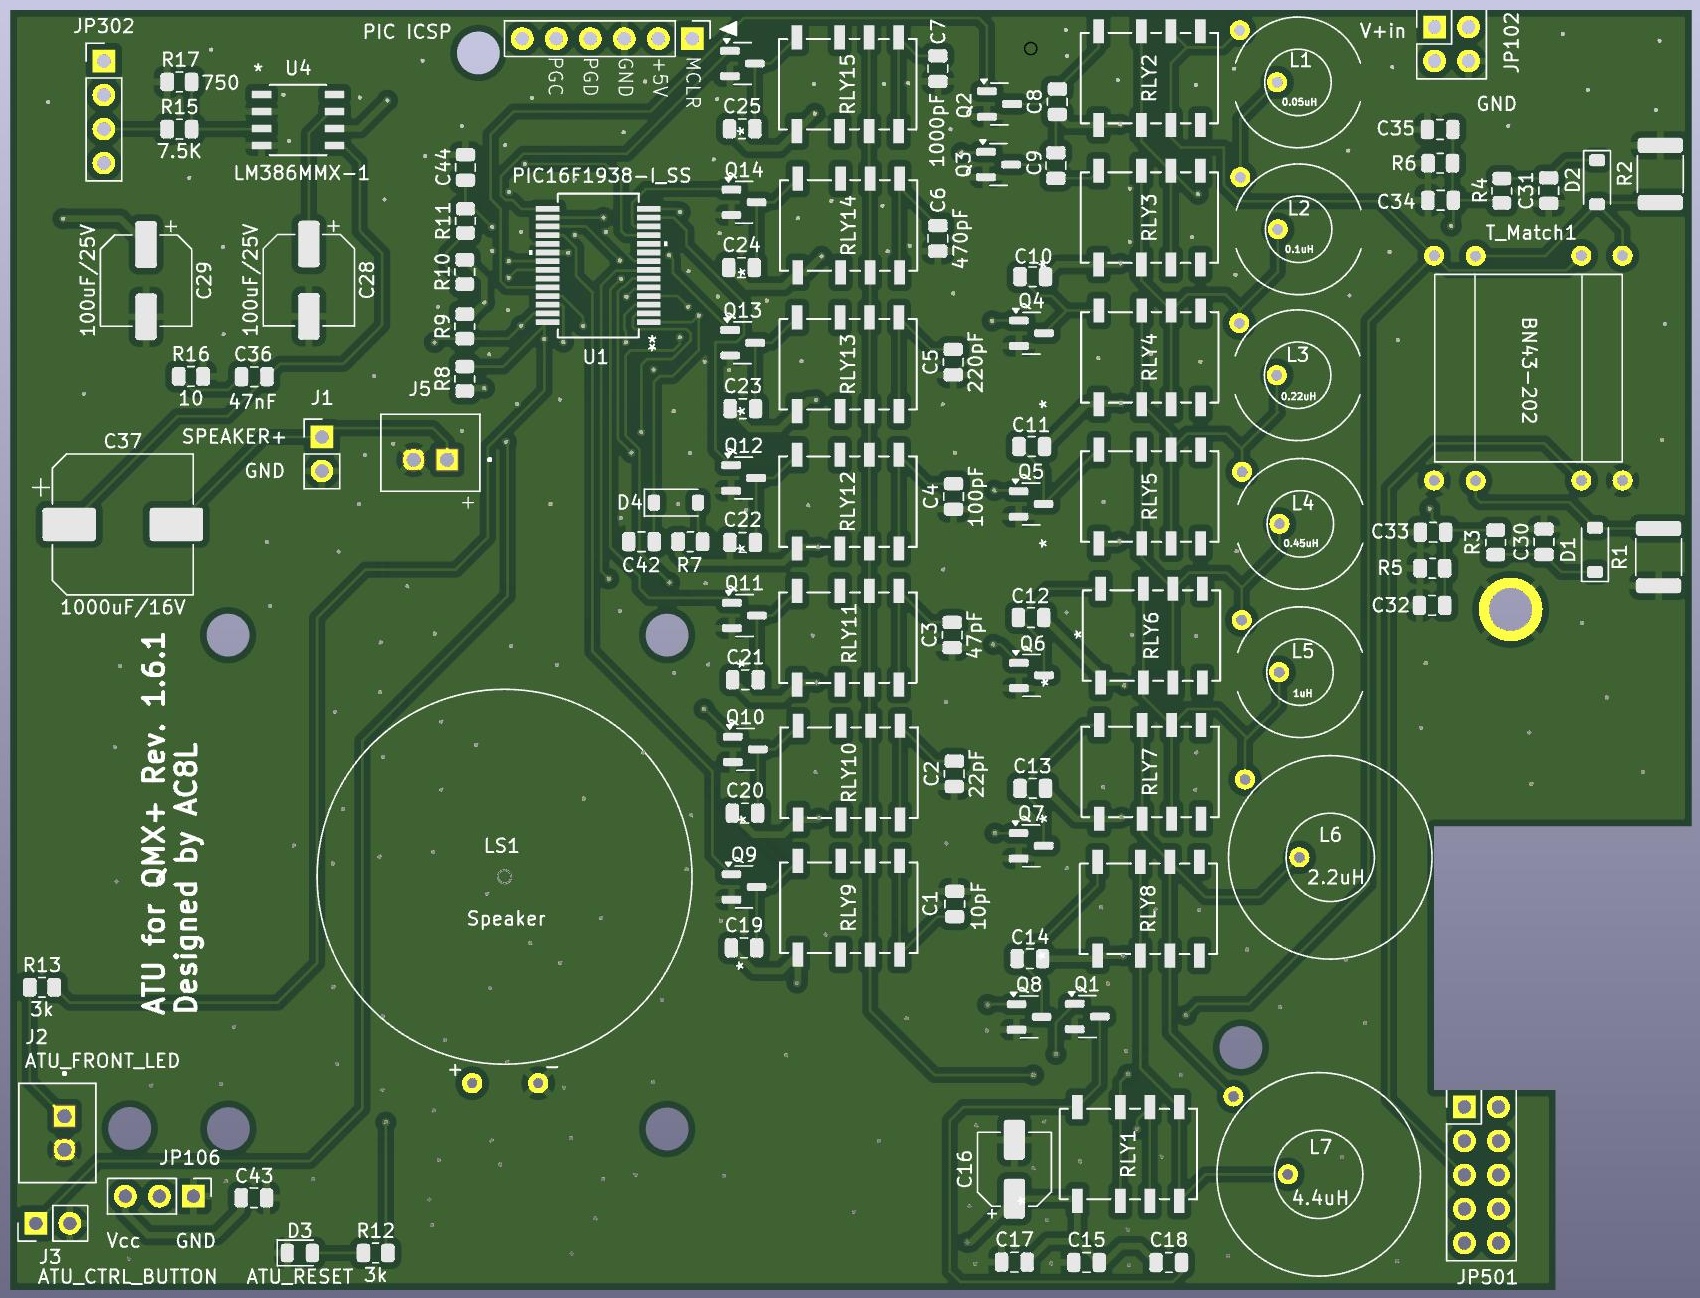 JP302
PIC ICSP
MCLR
+5V
GND
PGD
PGC
C7
1000pF
V+in
JP102
GND
R17
750
*
U4
R15
7.5K
LM386MMX-1
C25
*
RLY15
Q2
C8
RLY2
L1
0.05uH
C35
R6
C34
R4
C31
D2
R2
C44
R11
R10
R9
R8
PIC16F1938-I_SS
U1
**
Q14
C24
*
RLY14
C6
470pF
Q3
C9
RLY3
L2
0.1uH
T_Match1
BN43-202
+
100uF/25V
C29
+
100uF/25V
C28
R16
10
C36
47nF
J5
+
J1
SPEAKER+
GND
C37
+
1000uF/16V
Q13
C23
*
RLY13
C5
220pF
C10
*
Q4
RLY4
L3
0.22uH
*
C11
Q12
C22
*
RLY12
C4
100pF
Q5
*
RLY5
L4
0.45uH
D4
C42
R7
C33
R5
C32
R3
C30
D1
R1
Q11
C21
*
RLY11
C3
47pF
C12
Q6
*
*
RLY6
L5
1uH
Q10
C20
*
RLY10
C2
22pF
C13
Q7
*
RLY7
L6
2.2uH
ATU for QMX+ Rev. 1.6.1
Designed by AC8L
LS1
Speaker
+
-
Q9
C19
*
RLY9
C1
10pF
C14
RLY8
Q8
Q1
R13
3k
J2
ATU_FRONT_LED
JP106
C43
Vcc
GND
J3
ATU_CTRL_BUTTON
D3
ATU_RESET
R12
3k
C16
+
*
RLY1
L7
4.4uH
C17
C15
C18
JP501